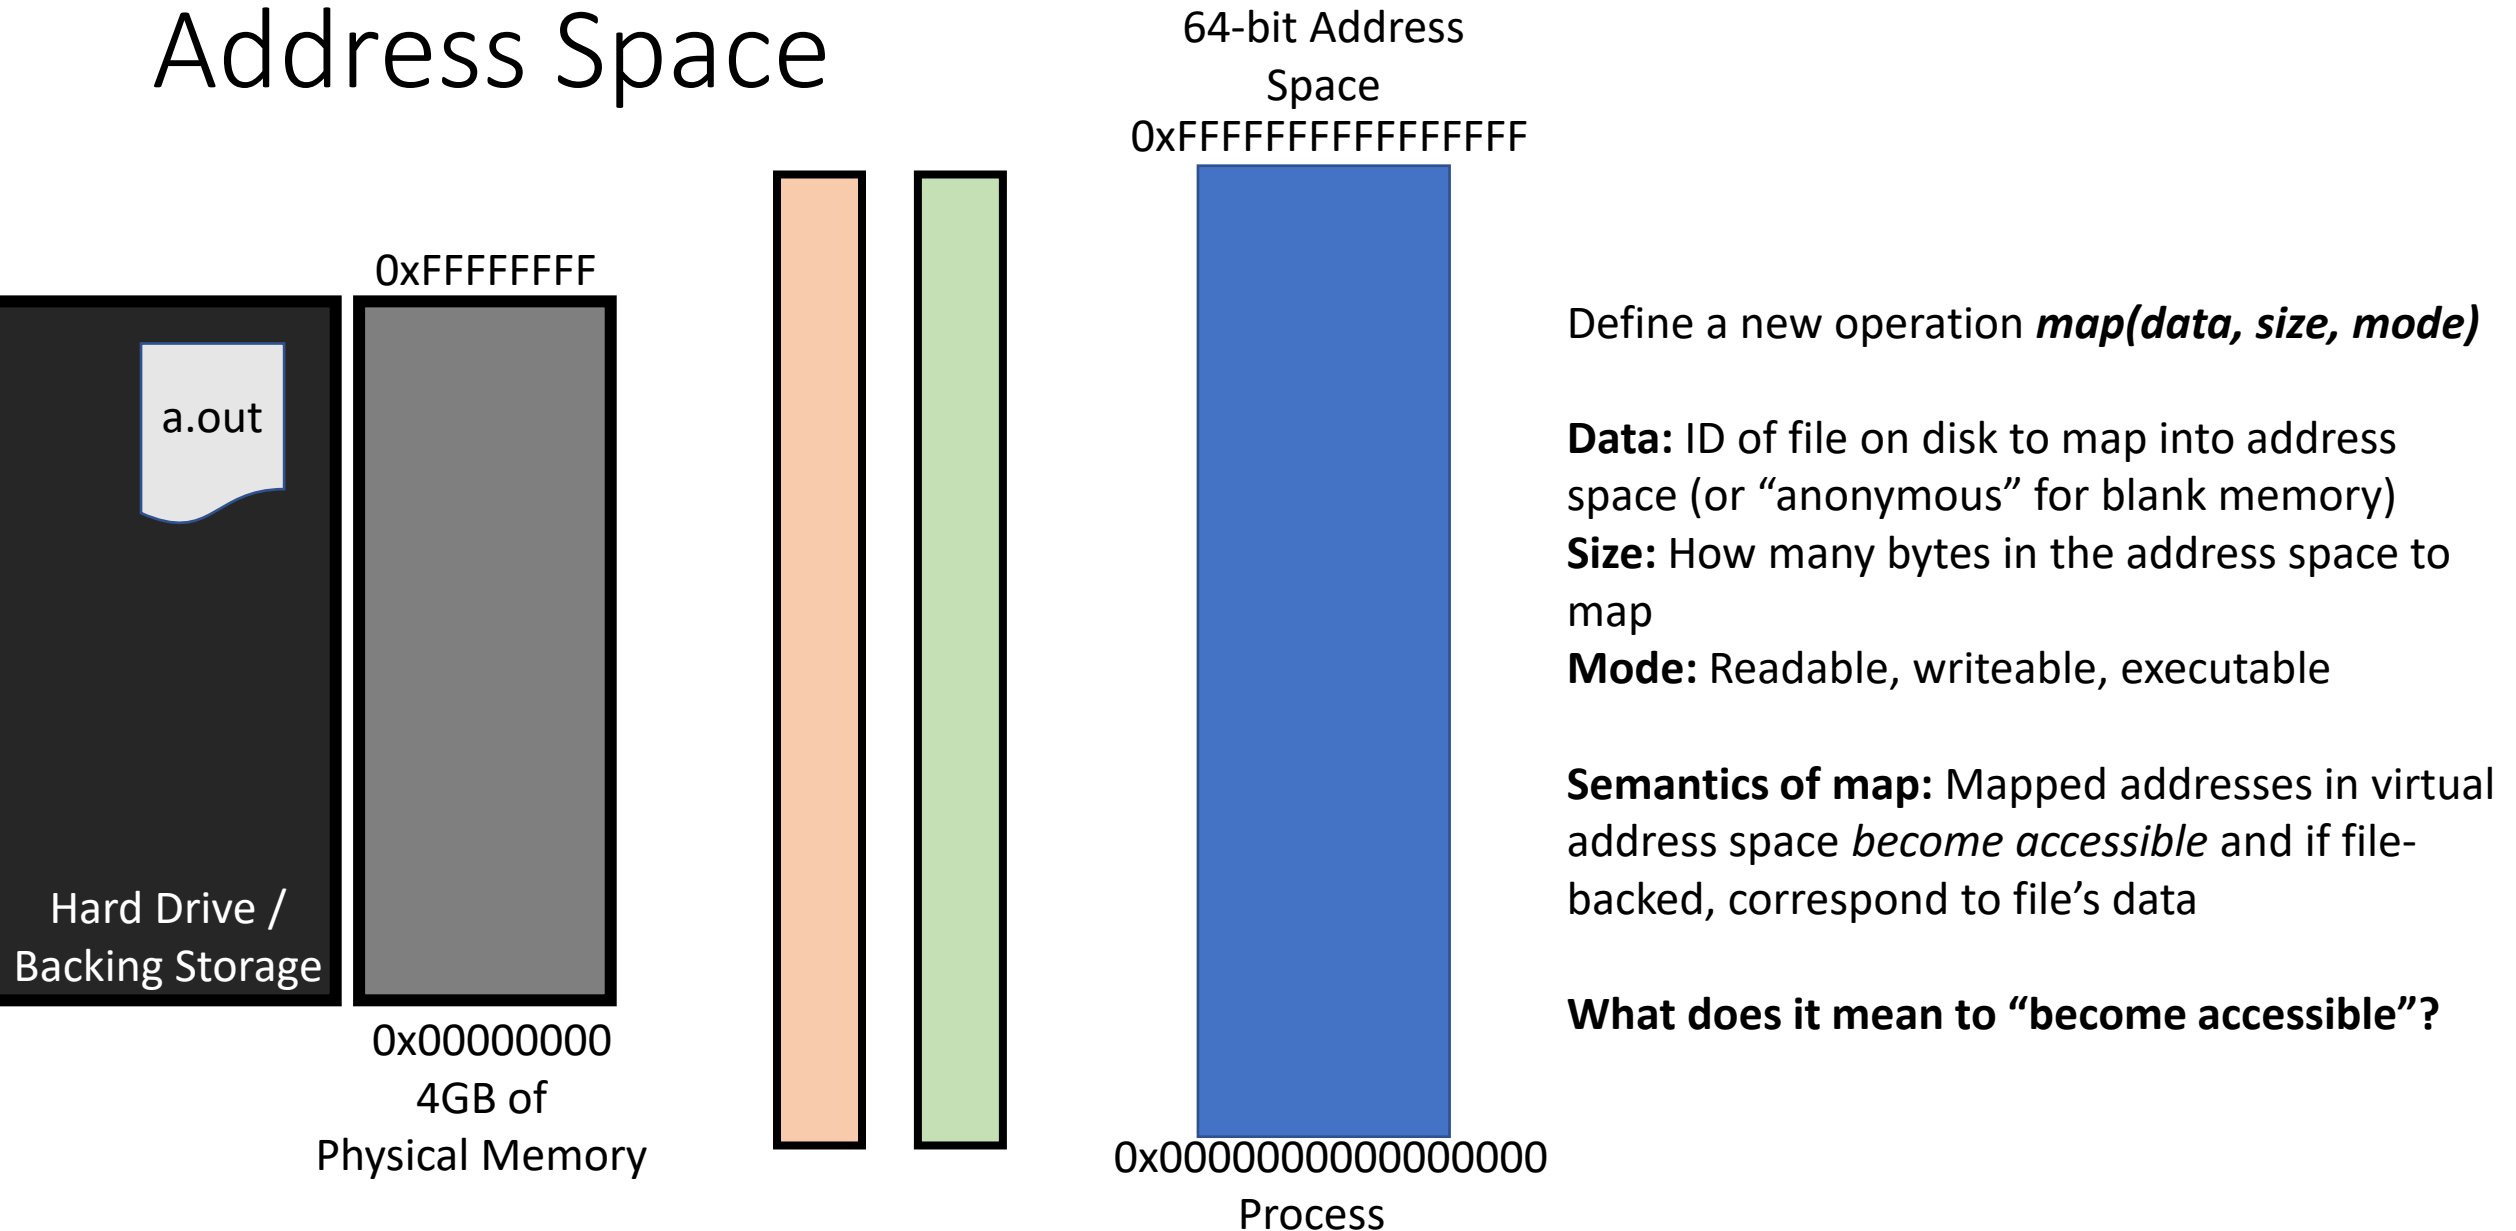 Address Space
64-bit Address
Space
0xFFFFFFFFFFFFFFFF
0xFFFFFFFF
a.out
Hard Drive /
Backing Storage
0x00000000
4GB of
Physical Memory
0x0000000000000000
Process
Define a new operation map(data, size, mode)
Data: ID of file on disk to map into address
space (or “anonymous” for blank memory)
Size: How many bytes in the address space to
map
Mode: Readable, writeable, executable
Semantics of map: Mapped addresses in virtual
address space become accessible and if file-
backed, correspond to file’s data
What does it mean to “become accessible”?